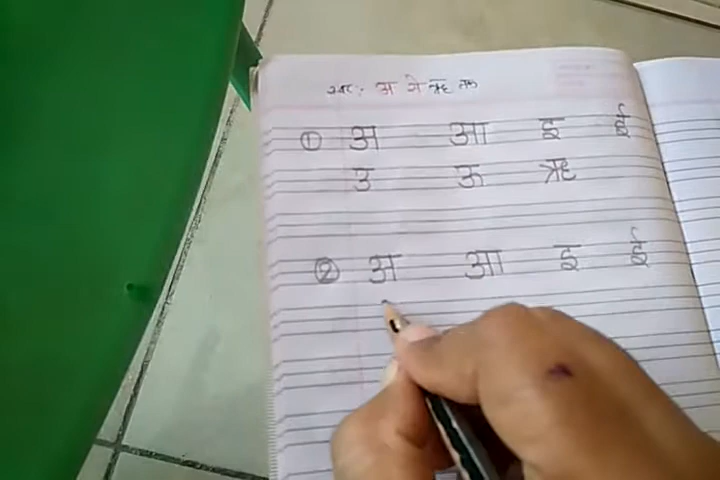 स्वर : अ से ऋ तक
① अ आ इ ई
उ ऊ ऋ
② अ आ इ ई